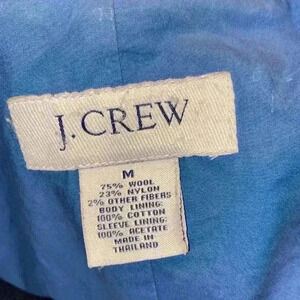 J. CREW
M
75% WOOL
23% NYLON
2% OTHER FIBERS
BODY LINING:
100% COTTON
SLEEVE LINING:
100% ACETATE
MADE IN
THAILAND